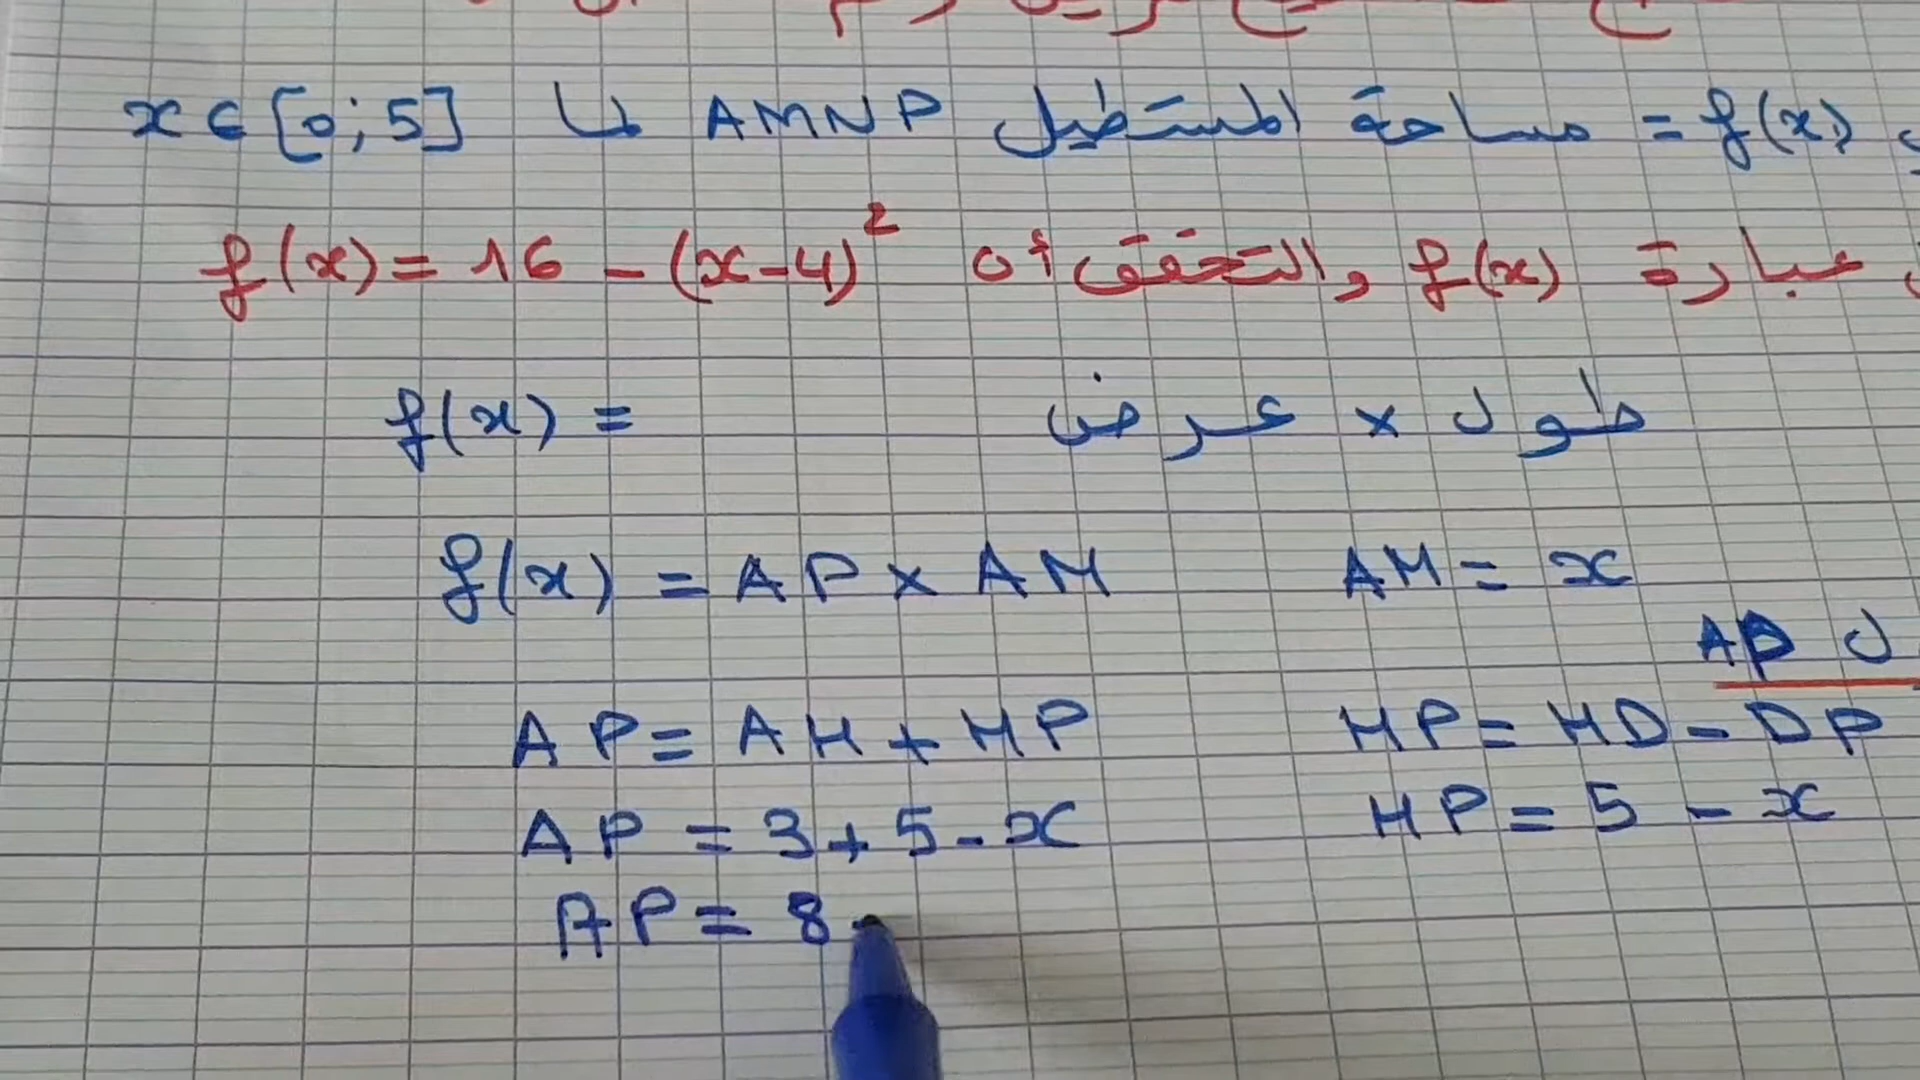 f(x) = مساحة المستطيل AMNP لما x ∈ [0; 5]
عبارة f(x) والتحقق أن f(x) = 16 - (x-4)²
f(x) = طول x عرض
f(x) = AP x AM AM = x
AP ل
AP = AH + HP HP = HD - DP
AP = 3 + 5 - x HP = 5 - x
AP = 8 -